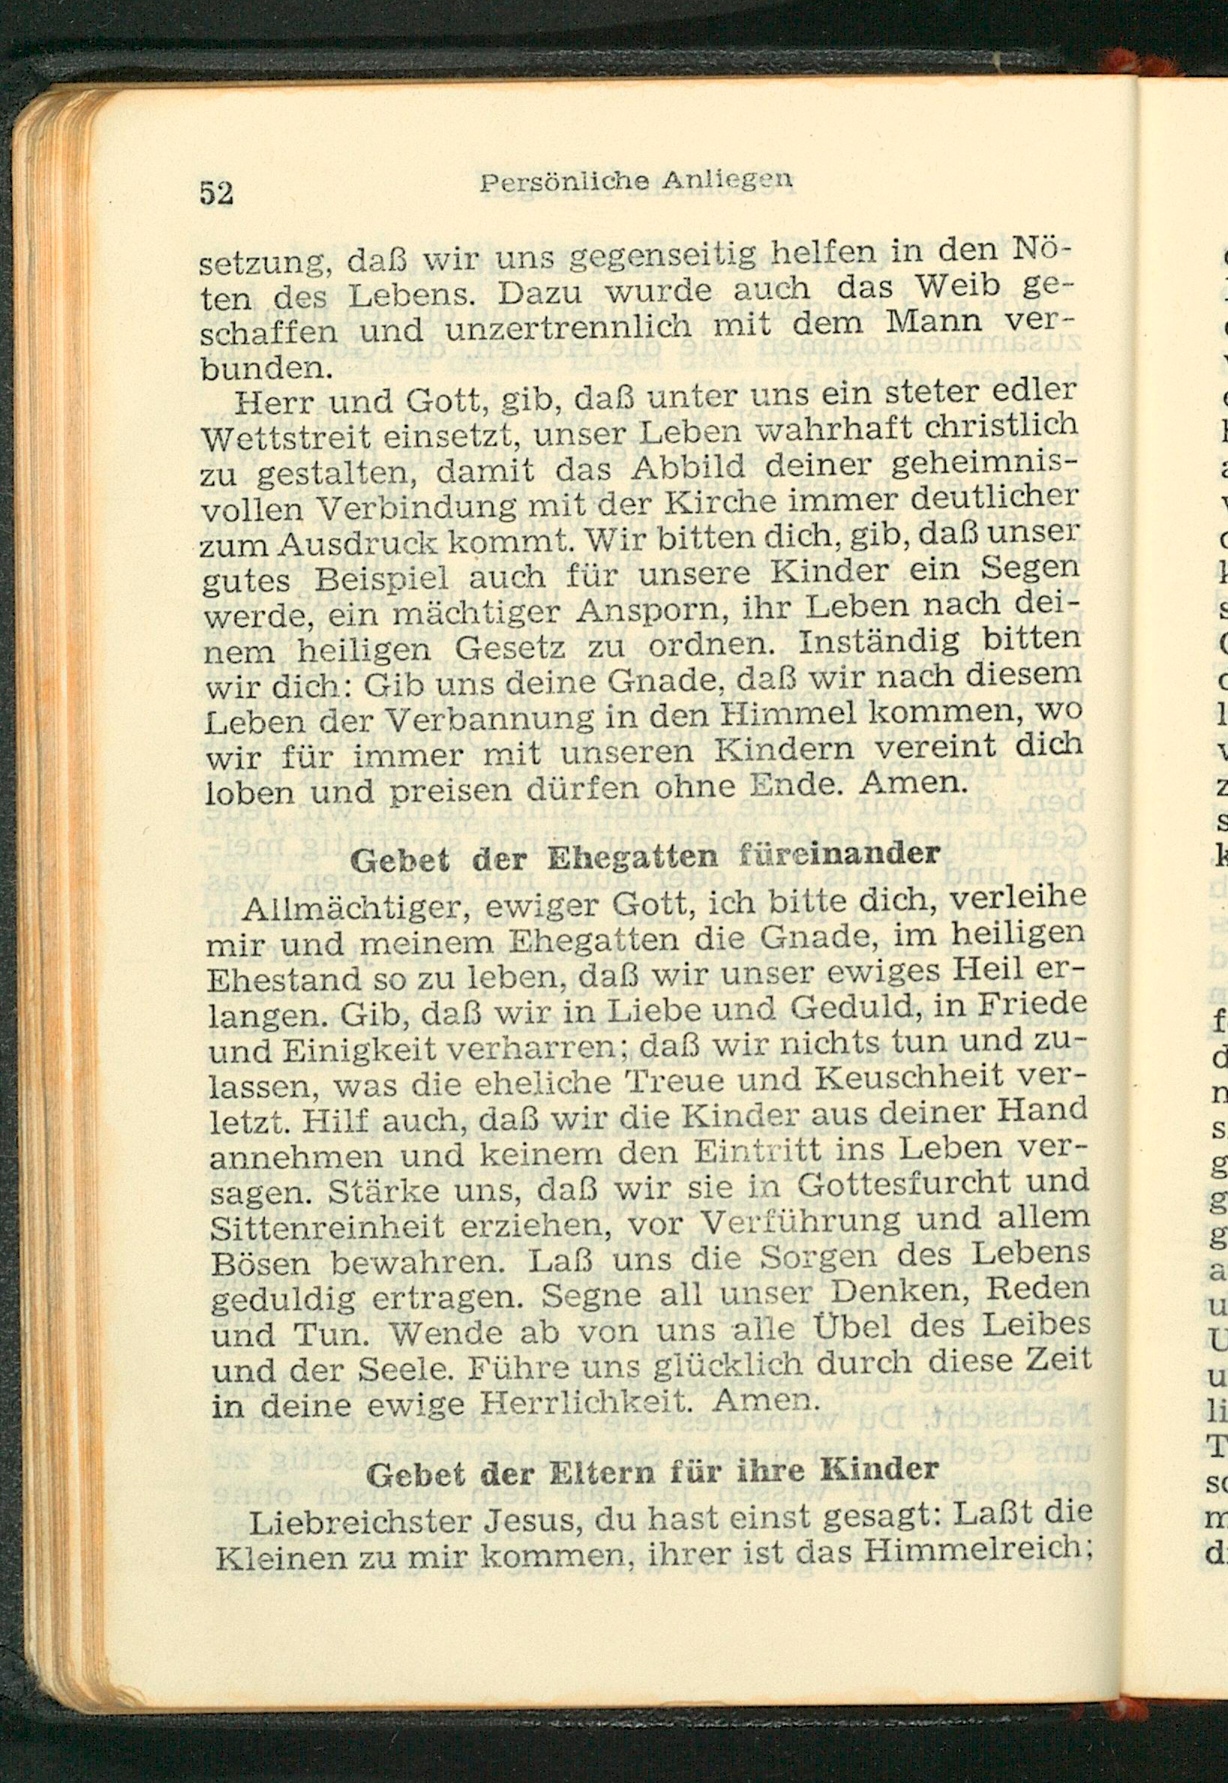 52
Persönliche Anliegen
setzung, daß wir uns gegenseitig helfen in den Nö-
ten des Lebens. Dazu wurde auch das Weib ge-
schaffen und unzertrennlich mit dem Mann ver-
bunden.
Herr und Gott, gib, daß unter uns ein steter edler
Wettstreit einsetzt, unser Leben wahrhaft christlich
zu gestalten, damit das Abbild deiner geheimnis-
vollen Verbindung mit der Kirche immer deutlicher
zum Ausdruck kommt. Wir bitten dich, gib, daß unser
gutes Beispiel auch für unsere Kinder ein Segen
werde, ein mächtiger Ansporn, ihr Leben nach dei-
nem heiligen Gesetz zu ordnen. Inständig bitten
wir dich: Gib uns deine Gnade, daß wir nach diesem
Leben der Verbannung in den Himmel kommen, wo
wir für immer mit unseren Kindern vereint dich
loben und preisen dürfen ohne Ende. Amen.
Gebet der Ehegatten füreinander
Allmächtiger, ewiger Gott, ich bitte dich, verleihe
mir und meinem Ehegatten die Gnade, im heiligen
Ehestand so zu leben, daß wir unser ewiges Heil er-
langen. Gib, daß wir in Liebe und Geduld, in Friede
und Einigkeit verharren; daß wir nichts tun und zu-
lassen, was die eheliche Treue und Keuschheit ver-
letzt. Hilf auch, daß wir die Kinder aus deiner Hand
annehmen und keinem den Eintritt ins Leben ver-
sagen. Stärke uns, daß wir sie in Gottesfurcht und
Sittenreinheit erziehen, vor Verführung und allem
Bösen bewahren. Laß uns die Sorgen des Lebens
geduldig ertragen. Segne all unser Denken, Reden
und Tun. Wende ab von uns alle Übel des Leibes
und der Seele. Führe uns glücklich durch diese Zeit
in deine ewige Herrlichkeit. Amen.
Gebet der Eltern für ihre Kinder
Liebreichster Jesus, du hast einst gesagt: Laßt die
Kleinen zu mir kommen, ihrer ist das Himmelreich;